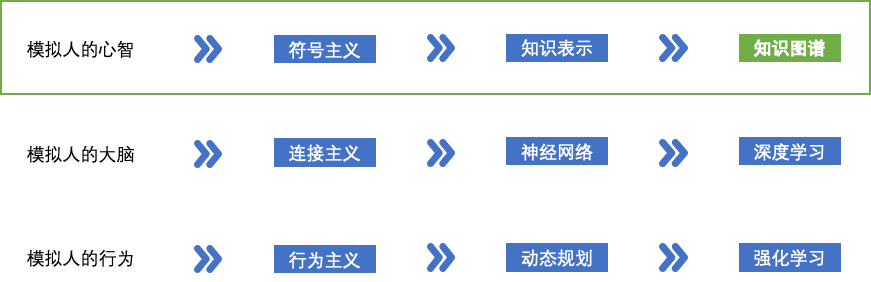 模拟人的心智 符号主义 知识表示 知识图谱
模拟人的大脑 连接主义 神经网络 深度学习
模拟人的行为 行为主义 动态规划 强化学习